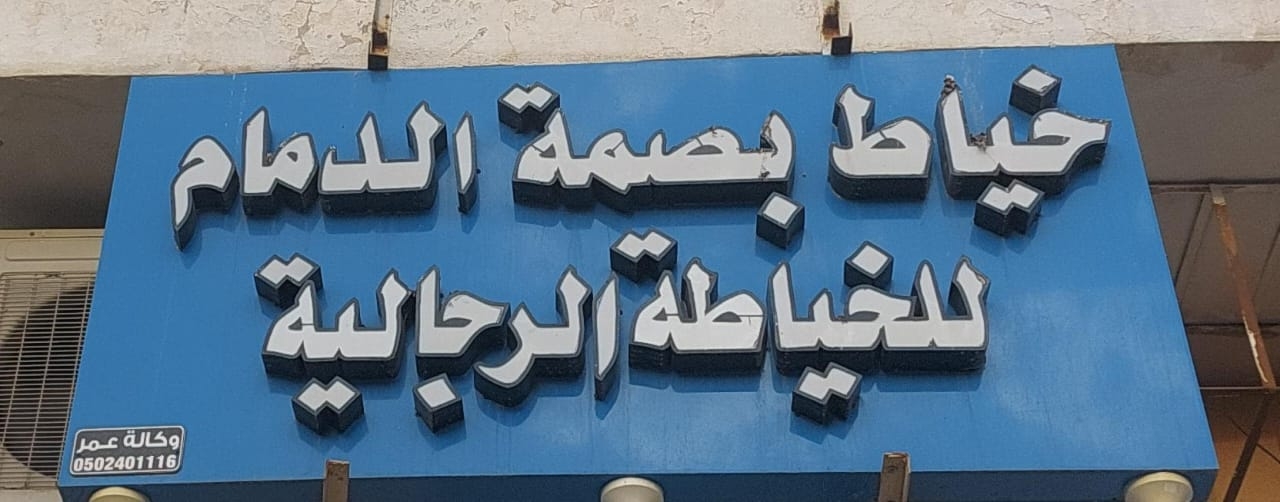 خياط بصمة الدمام
للخياطة الرجالية
وكالة عمر
0502401116